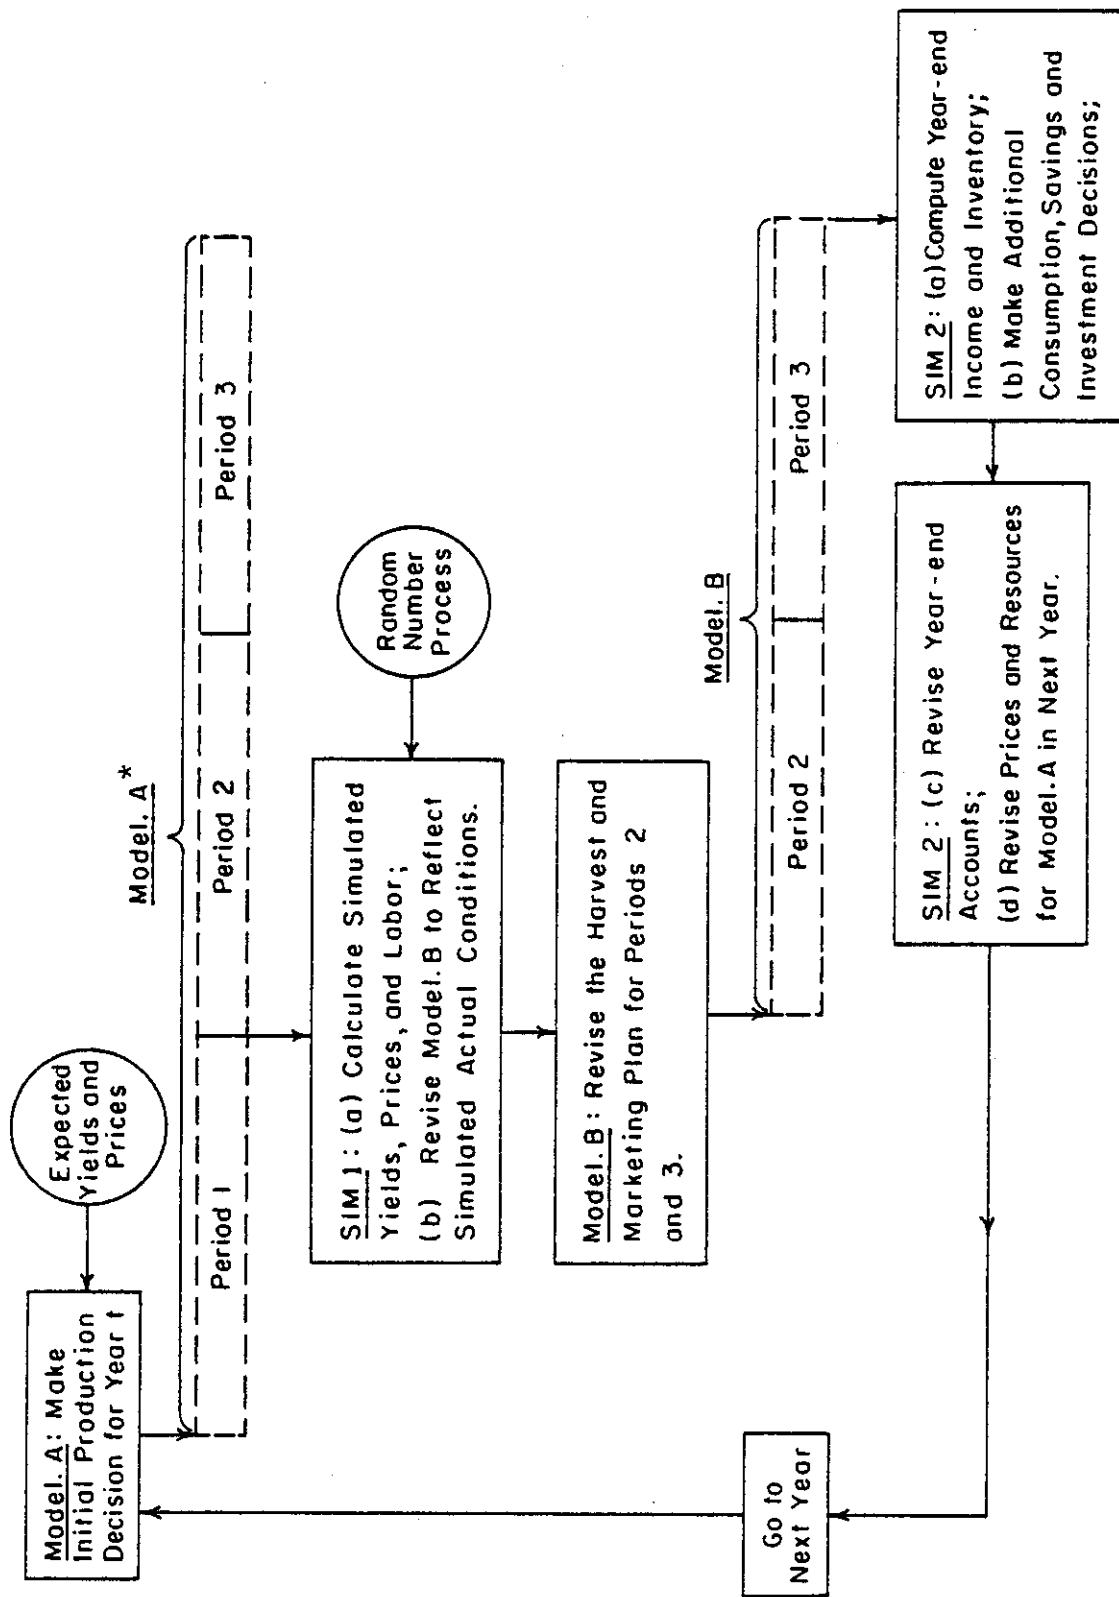 Model. A: Make
Initial Production
Decision for Year t
Expected
Yields and
Prices
Model. A*
Period 1
Period 2
Period 3
SIM 1: (a) Calculate Simulated
Yields, Prices, and Labor;
(b) Revise Model. B to Reflect
Simulated Actual Conditions.
Random
Number
Process
Model. B: Revise the Harvest and
Marketing Plan for Periods 2
and 3.
Model. B
Period 2
Period 3
SIM 2: (a) Compute Year-end
Income and Inventory;
(b) Make Additional
Consumption, Savings and
Investment Decisions;
SIM 2: (c) Revise Year-end
Accounts;
(d) Revise Prices and Resources
for Model. A in Next Year.
Go to
Next Year